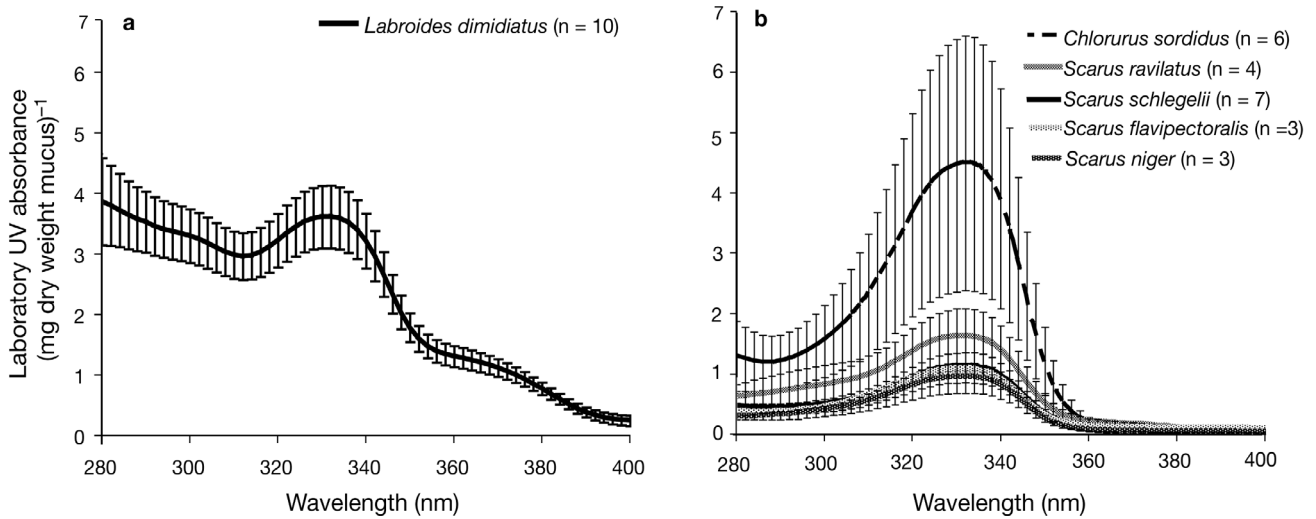 a
Labroides dimidiatus (n = 10)
Laboratory UV absorbance
(mg dry weight mucus)–1
7
6
5
4
3
2
1
0
280 300 320 340 360 380 400
Wavelength (nm)
b
Chlorurus sordidus (n = 6)
Scarus ravilatus (n = 4)
Scarus schlegelii (n = 7)
Scarus flavipectoralis (n =3)
Scarus niger (n = 3)
7
6
5
4
3
2
1
0
280 300 320 340 360 380 400
Wavelength (nm)